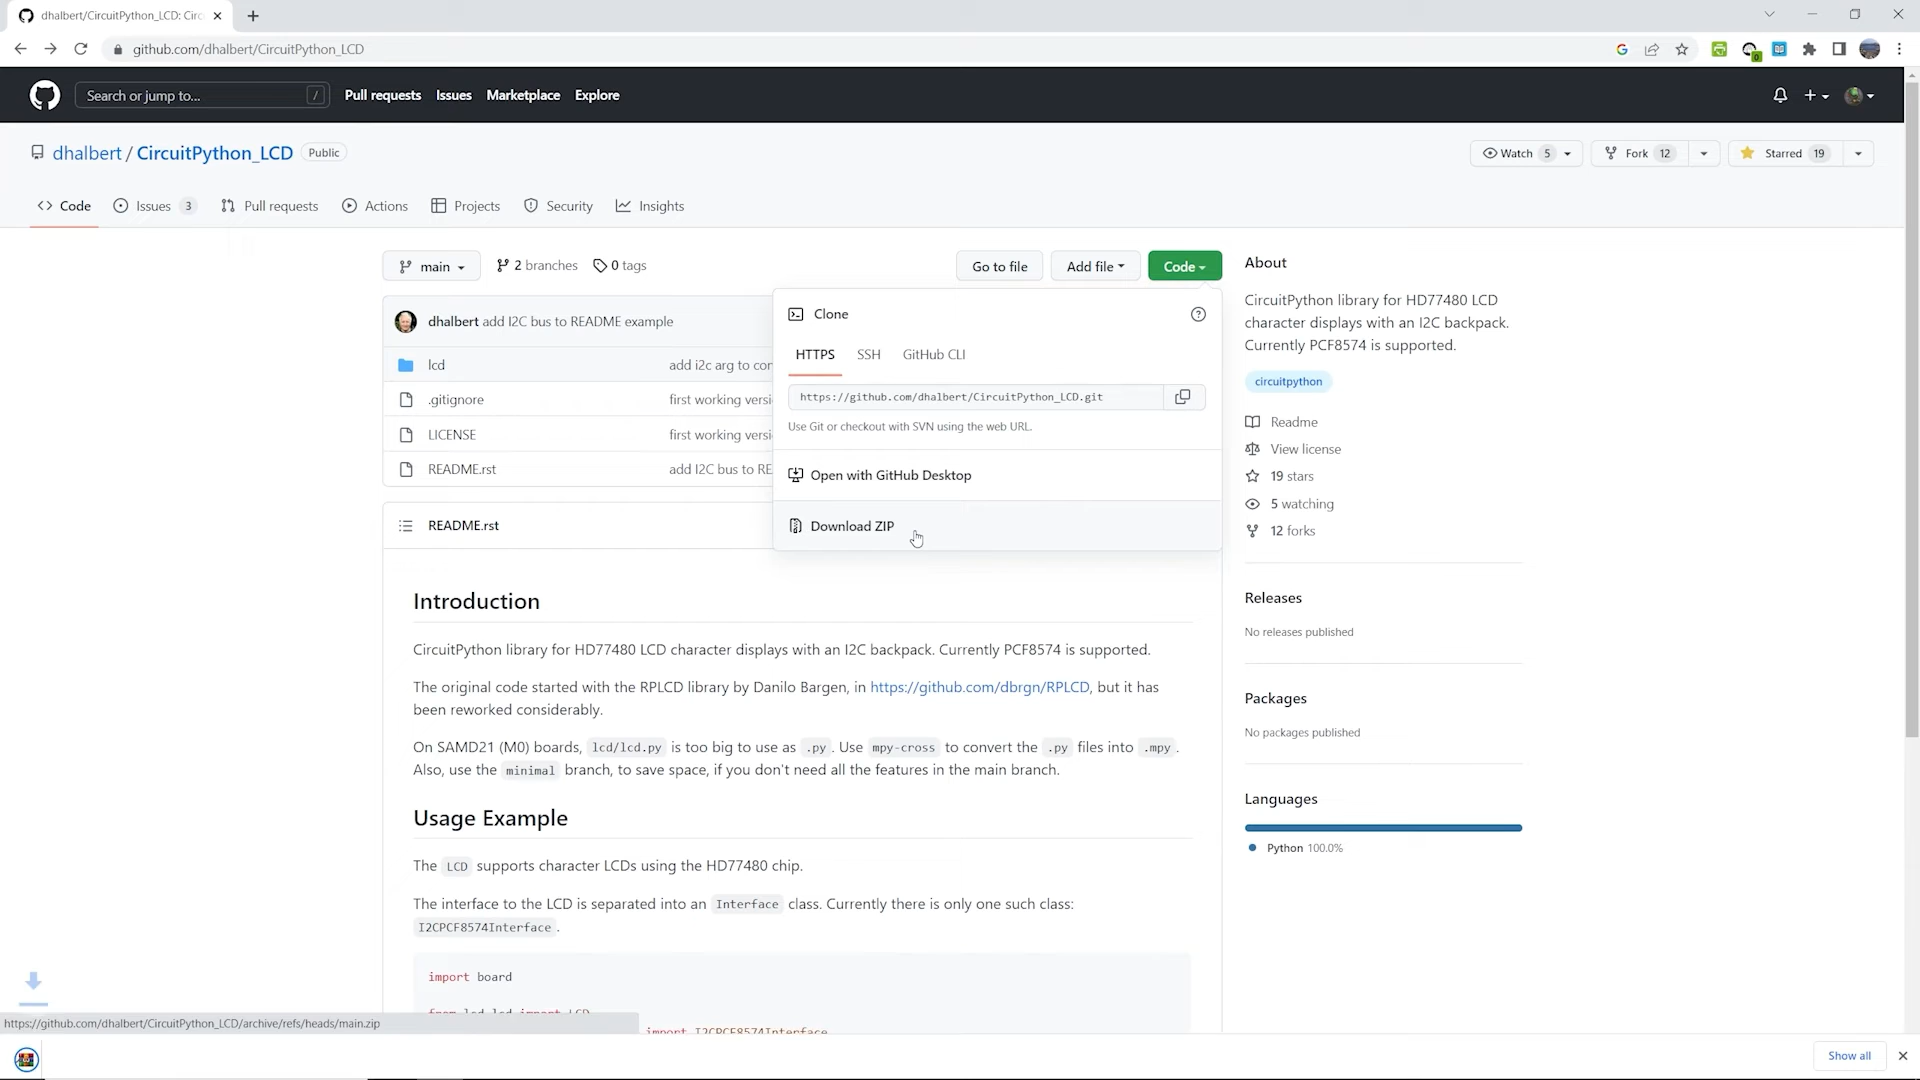 dhalbert/CircuitPython_LCD: Circ
github.com/dhalbert/CircuitPython_LCD
0
Search or jump to...
/
Pull requests
Issues
Marketplace
Explore
dhalbert / CircuitPython_LCD
Public
Watch 5
Fork 12
Starred 19
Code
Issues 3
Pull requests
Actions
Projects
Security
Insights
main
2 branches
0 tags
Go to file
Add file
Code
dhalbert add I2C bus to README example
lcd
add i2c arg to cor
.gitignore
first working versi
LICENSE
first working versi
README.rst
add I2C bus to RE
Clone
HTTPS
SSH
GitHub CLI
https://github.com/dhalbert/CircuitPython_LCD.git
Use Git or checkout with SVN using the web URL.
Open with GitHub Desktop
Download ZIP
README.rst
Introduction
CircuitPython library for HD77480 LCD character displays with an I2C backpack. Currently PCF8574 is supported.
The original code started with the RPLCD library by Danilo Bargen, in https://github.com/dbrgn/RPLCD, but it has
been reworked considerably.
On SAMD21 (M0) boards, lcd/lcd.py is too big to use as .py. Use mpy-cross to convert the .py files into .mpy.
Also, use the minimal branch, to save space, if you don't need all the features in the main branch.
Usage Example
The LCD supports character LCDs using the HD77480 chip.
The interface to the LCD is separated into an Interface class. Currently there is only one such class:
I2CPCF8574Interface.
import board
from lcd.lcd import LCD
import I2CPCF8574Interface
About
CircuitPython library for HD77480 LCD
character displays with an I2C backpack.
Currently PCF8574 is supported.
circuitpython
Readme
View license
19 stars
5 watching
12 forks
Releases
No releases published
Packages
No packages published
Languages
Python 100.0%
https://github.com/dhalbert/CircuitPython_LCD/archive/refs/heads/main.zip
Show all